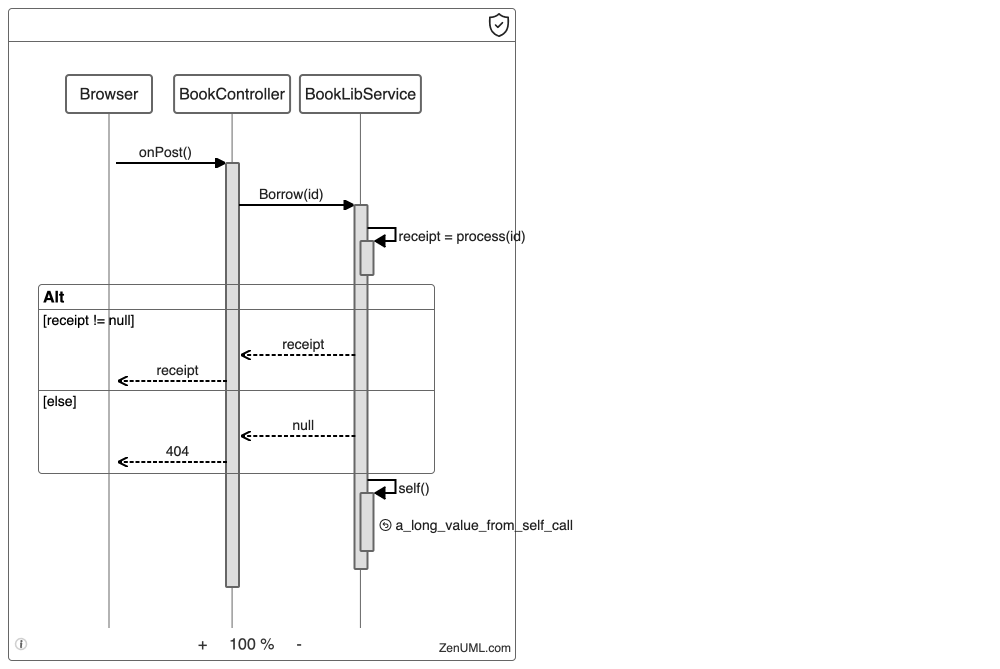 Browser
BookController
BookLibService
onPost()
Borrow(id)
receipt = process(id)
Alt
[receipt != null]
receipt
receipt
[else]
null
404
self()
a_long_value_from_self_call
+ 100 % -
ZenUML.com